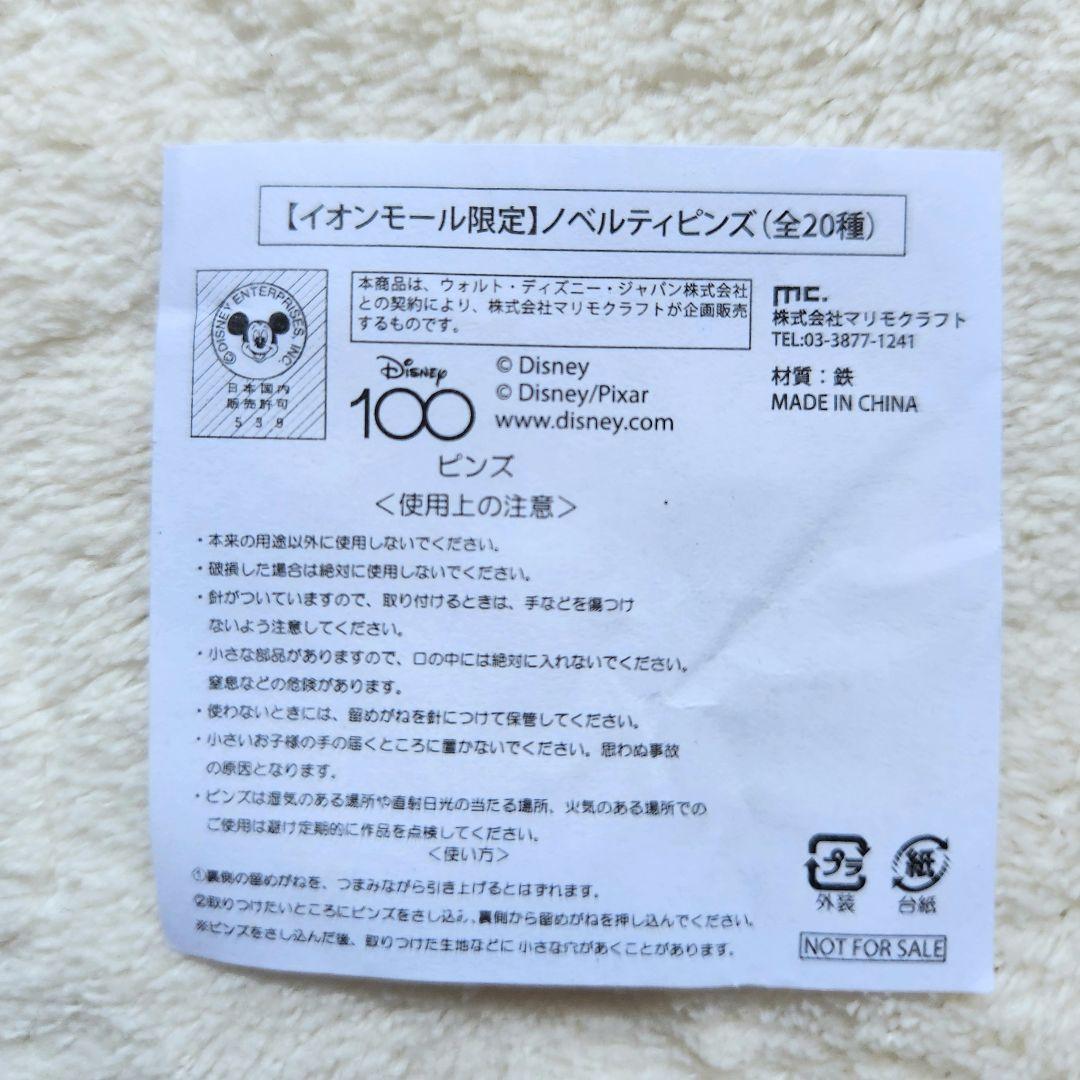 【イオンモール限定】ノベルティピンズ(全20種)
©DISNEY ENTERPRISES, INC.
日本国内
販売許可
539
本商品は、ウォルト・ディズニー・ジャパン株式会社
との契約により、株式会社マリモクラフトが企画販売
するものです。
mc.
株式会社マリモクラフト
TEL:03-3877-1241
材質:鉄
MADE IN CHINA
Disney
100
© Disney
© Disney/Pixar
www.disney.com
ピンズ
<使用上の注意>
・本来の用途以外に使用しないでください。
・破損した場合は絶対に使用しないでください。
・針がついていますので、取り付けるときは、手などを傷つけ
ないよう注意してください。
・小さな部品がありますので、口の中には絶対に入れないでください。
窒息などの危険があります。
・使わないときには、留めがねを針につけて保管してください。
・小さいお子様の手の届くところに置かないでください。思わぬ事故
の原因となります。
・ピンズは湿気のある場所や直射日光の当たる場所、火気のある場所での
ご使用は避け定期的に作品を点検してください。
<使い方>
①裏側の留めがねを、つまみながら引き上げるとはずれます。
②取りつけたいところにピンズをさし込み、裏側から留めがねを押し込んでください。
※ピンズをさし込んだ後、取りつけた生地などに小さな穴があくことがあります。
プラ
外装
紙
台紙
NOT FOR SALE